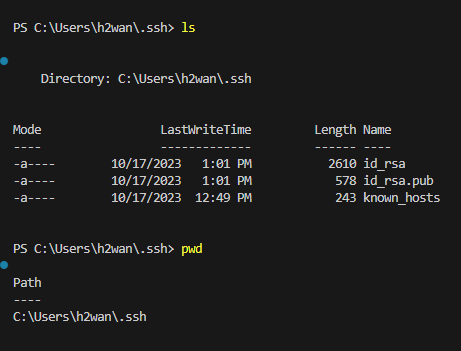 PS C:\Users\h2wan\.ssh> ls
Directory: C:\Users\h2wan\.ssh
Mode                 LastWriteTime         Length Name
----                 -------------         ------ ----
-a----        10/17/2023   1:01 PM           2610 id_rsa
-a----        10/17/2023   1:01 PM            578 id_rsa.pub
-a----        10/17/2023  12:49 PM            243 known_hosts
PS C:\Users\h2wan\.ssh> pwd
Path
----
C:\Users\h2wan\.ssh